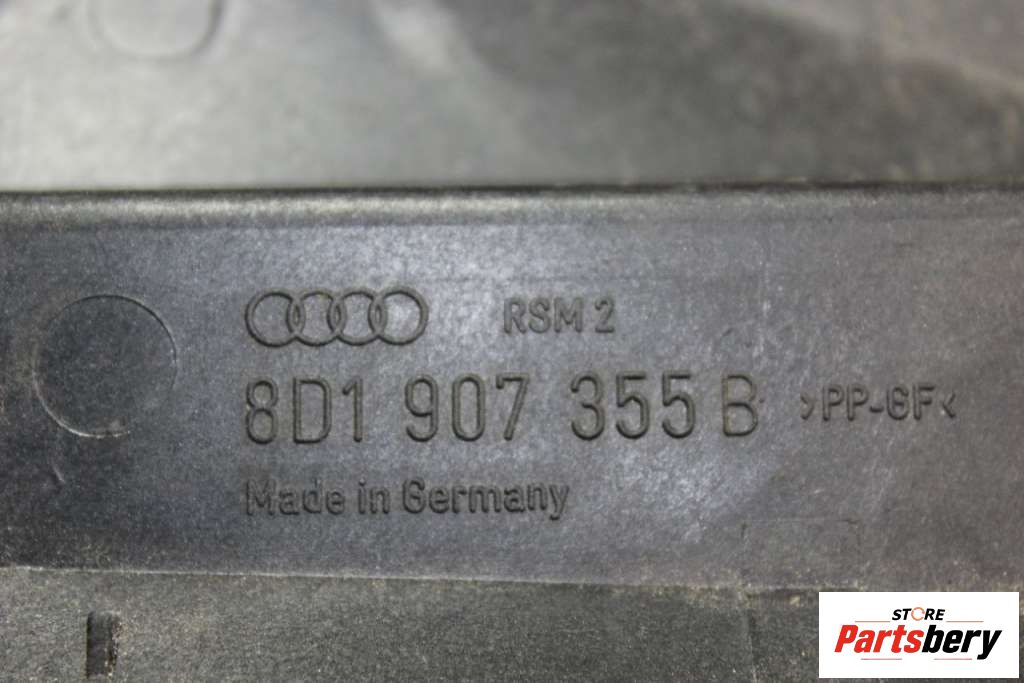 RSM 2
8D1 907 355 B >PP-GF<
Made in Germany
STORE
Partsbery